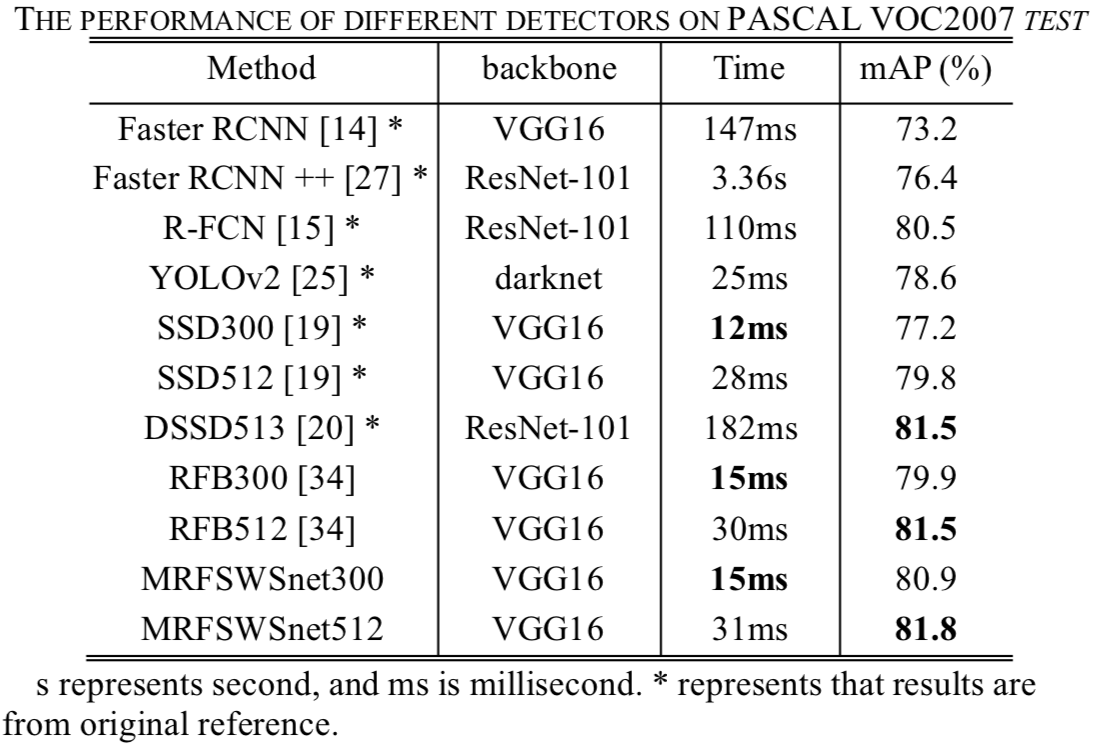 THE PERFORMANCE OF DIFFERENT DETECTORS ON PASCAL VOC2007 TEST
Method backbone Time mAP (%)
Faster RCNN [14] * VGG16 147ms 73.2
Faster RCNN ++ [27] * ResNet-101 3.36s 76.4
R-FCN [15] * ResNet-101 110ms 80.5
YOLOv2 [25] * darknet 25ms 78.6
SSD300 [19] * VGG16 12ms 77.2
SSD512 [19] * VGG16 28ms 79.8
DSSD513 [20] * ResNet-101 182ms 81.5
RFB300 [34] VGG16 15ms 79.9
RFB512 [34] VGG16 30ms 81.5
MRFSWSnet300 VGG16 15ms 80.9
MRFSWSnet512 VGG16 31ms 81.8
s represents second, and ms is millisecond. * represents that results are
from original reference.